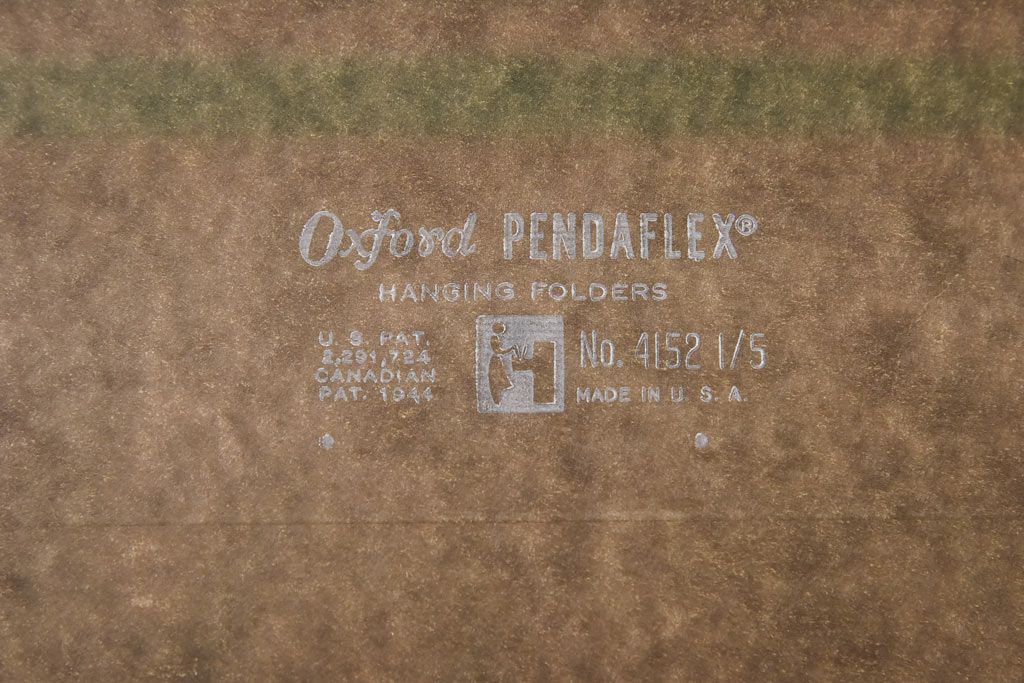 Oxford PENDAFLEX®
HANGING FOLDERS
U. S. PAT.
2,291,724
CANADIAN
PAT. 1944
No. 4152 1/5
MADE IN U. S. A.